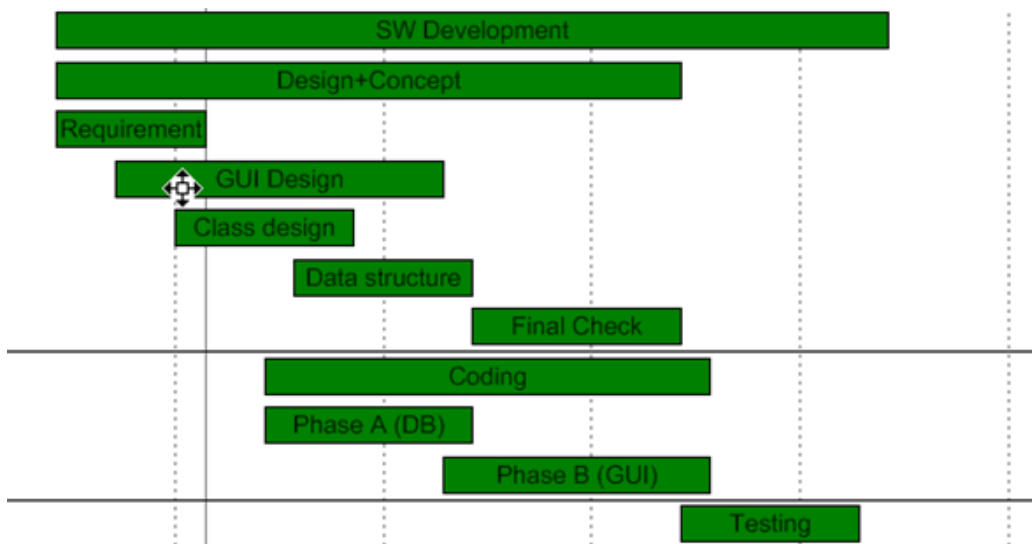 SW Development
Design+Concept
Requirement
GUI Design
Class design
Data structure
Final Check
Coding
Phase A (DB)
Phase B (GUI)
Testing